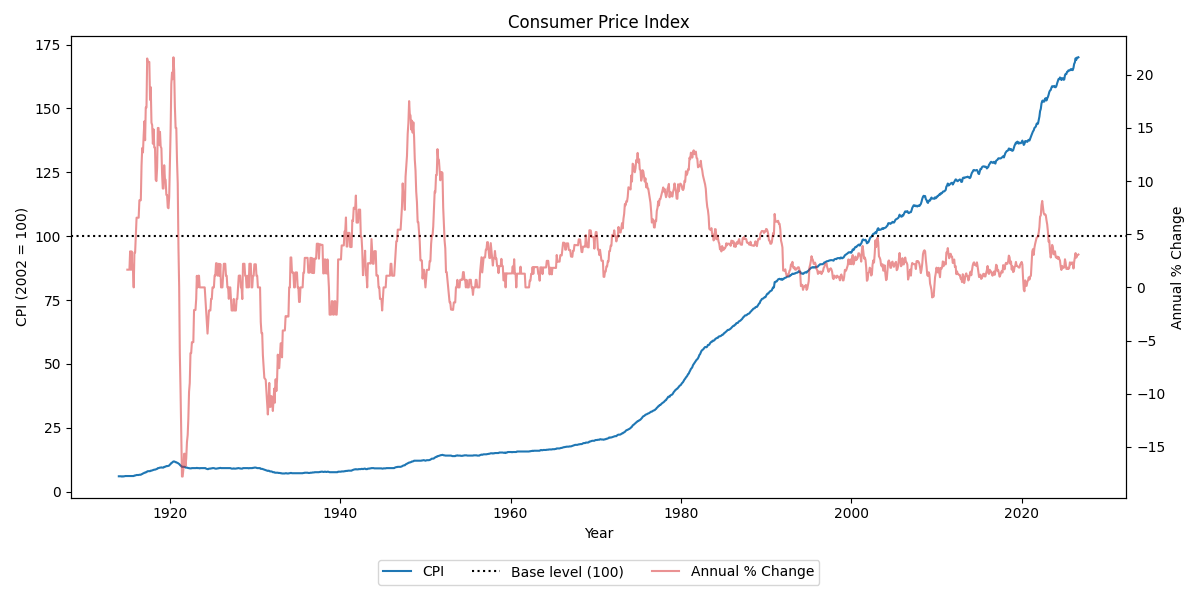 Consumer Price Index
CPI (2002 = 100)
175
150
125
100
75
50
25
0
20
15
10
5
0
−5
−10
−15
Annual % Change
1920 1940 1960 1980 2000 2020
Year
CPI Base level (100) Annual % Change